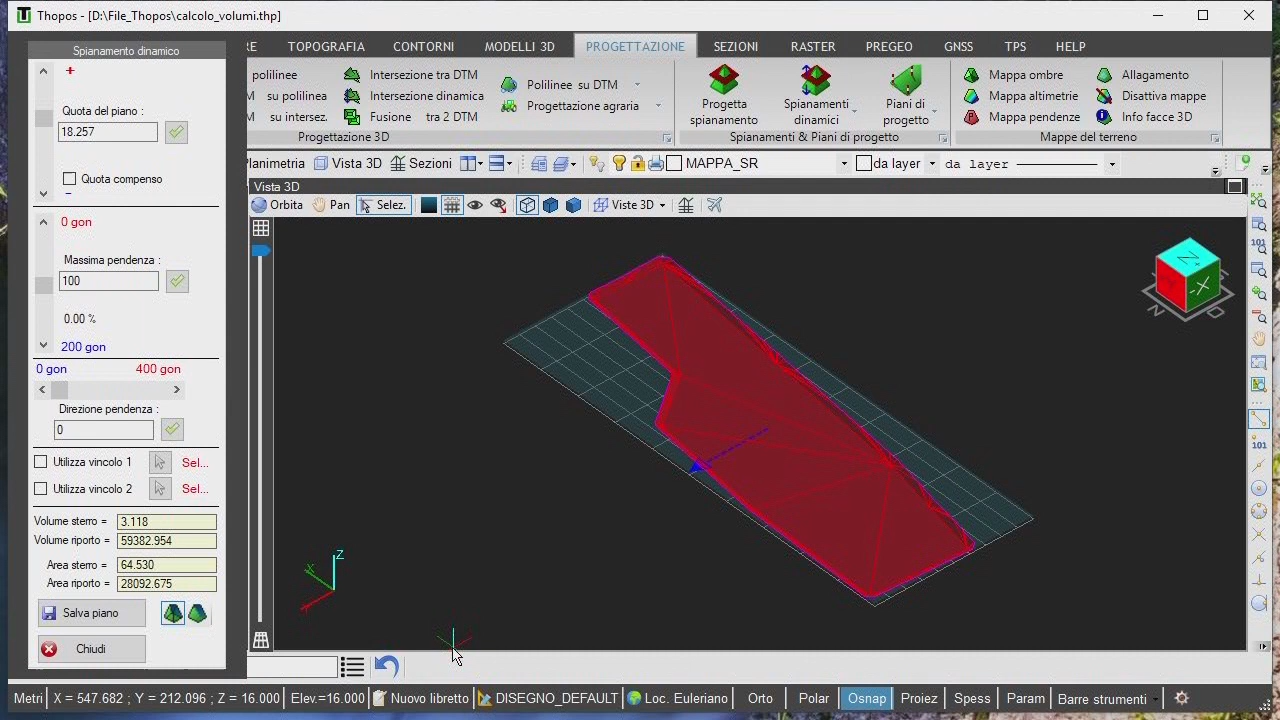 Thopos - [D:\File_Thopos\calcolo_volumi.thp]
Spianamento dinamico
RE TOPOGRAFIA CONTORNI MODELLI 3D PROGETTAZIONE SEZIONI RASTER PREGEO GNSS TPS HELP
polilinee Intersezione tra DTM Polilinee su DTM Mappa ombre Allagamento
M su polilinea Intersezione dinamica Progettazione agraria Progetto spianamento Spianamenti dinamici Piani di progetto Mappa altimetrie Disattiva mappe
M su intersez. Fusione tra 2 DTM Mappa pendenze Info facce 3D
Progettazione 3D Spianamenti & Piani di progetto Mappe del terreno
Planimetria Vista 3D Sezioni MAPPA_SR da layer da layer
Vista 3D
Orbita Pan Selez. Viste 3D
+
Quota del piano :
18.257
Quota compenso
-
0 gon
Massima pendenza :
100
0.00 %
200 gon
0 gon 400 gon
Direzione pendenza :
0
Utilizza vincolo 1 Sel...
Utilizza vincolo 2 Sel...
Volume sterro = 3.118
Volume riporto = 59382.954
Area sterro = 64.530
Area riporto = 28092.675
Salva piano
Chiudi
Z
X
N
-X
101
101
Metri X = 547.682 ; Y = 212.096 ; Z = 16.000 Elev.=16.000 Nuovo libretto DISEGNO_DEFAULT Loc. Euleriano Orto Polar Osnap Proiez Spess Param Barre strumenti